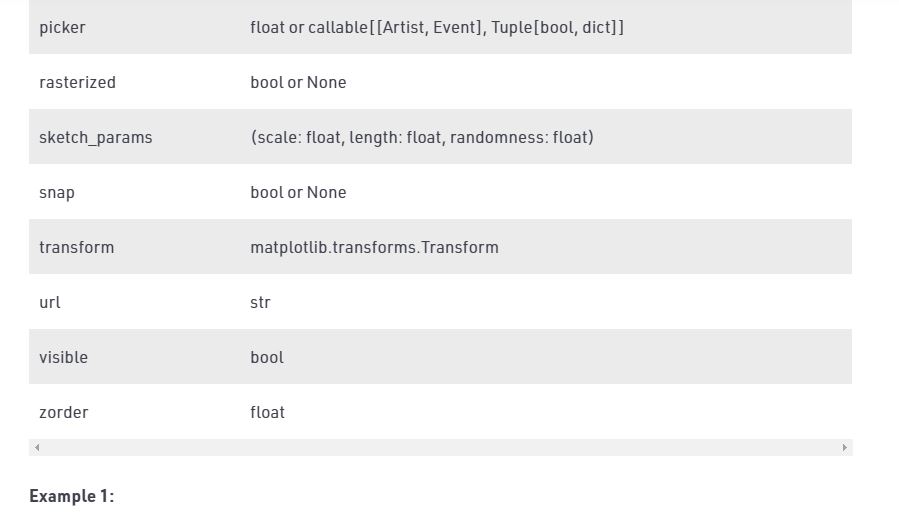 picker float or callable[[Artist, Event], Tuple[bool, dict]]
rasterized bool or None
sketch_params (scale: float, length: float, randomness: float)
snap bool or None
transform matplotlib.transforms.Transform
url str
visible bool
zorder float
Example 1: